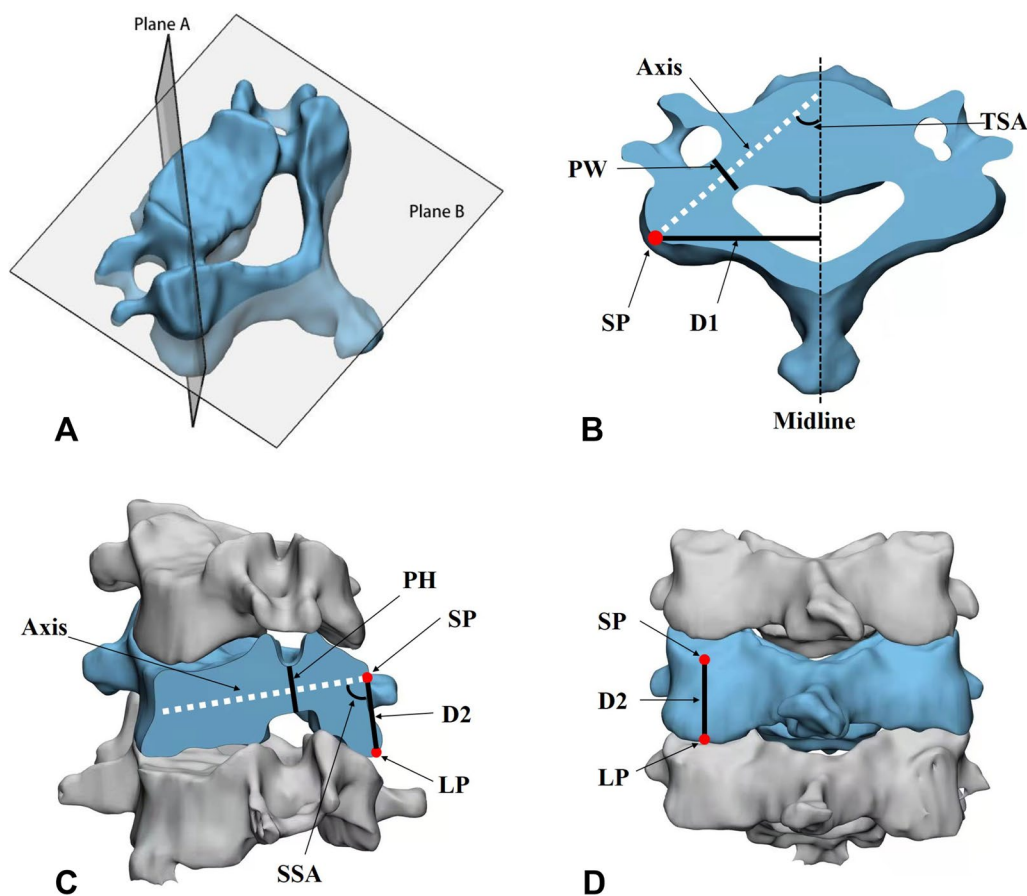 Plane A
Plane B
A
Axis
TSA
PW
SP
D1
Midline
B
PH
SP
Axis
D2
LP
SSA
C
SP
D2
LP
D